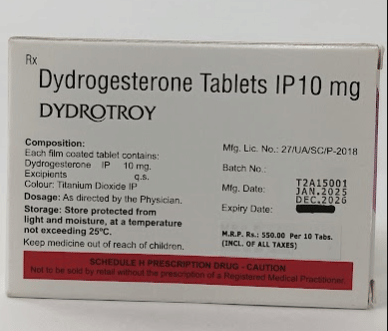 Rx
Dydrogesterone Tablets IP 10 mg
DYDROTROY
Composition:
Each film coated tablet contains:
Dydrogesterone IP 10 mg.
Excipients q.s.
Colour: Titanium Dioxide IP
Dosage: As directed by the Physician.
Storage: Store protected from
light and moisture, at a temperature
not exceeding 25°C.
Keep medicine out of reach of children.
Mfg. Lic. No.: 27/UA/SC/P-2018
Batch No.: T2A15001
Mfg. Date: JAN.2025
Expiry Date: DEC.2026
M.R.P. Rs.: 550.00 Per 10 Tabs.
(INCL. OF ALL TAXES)
SCHEDULE H PRESCRIPTION DRUG - CAUTION
Not to be sold by retail without the prescription of a Registered Medical Practitioner.